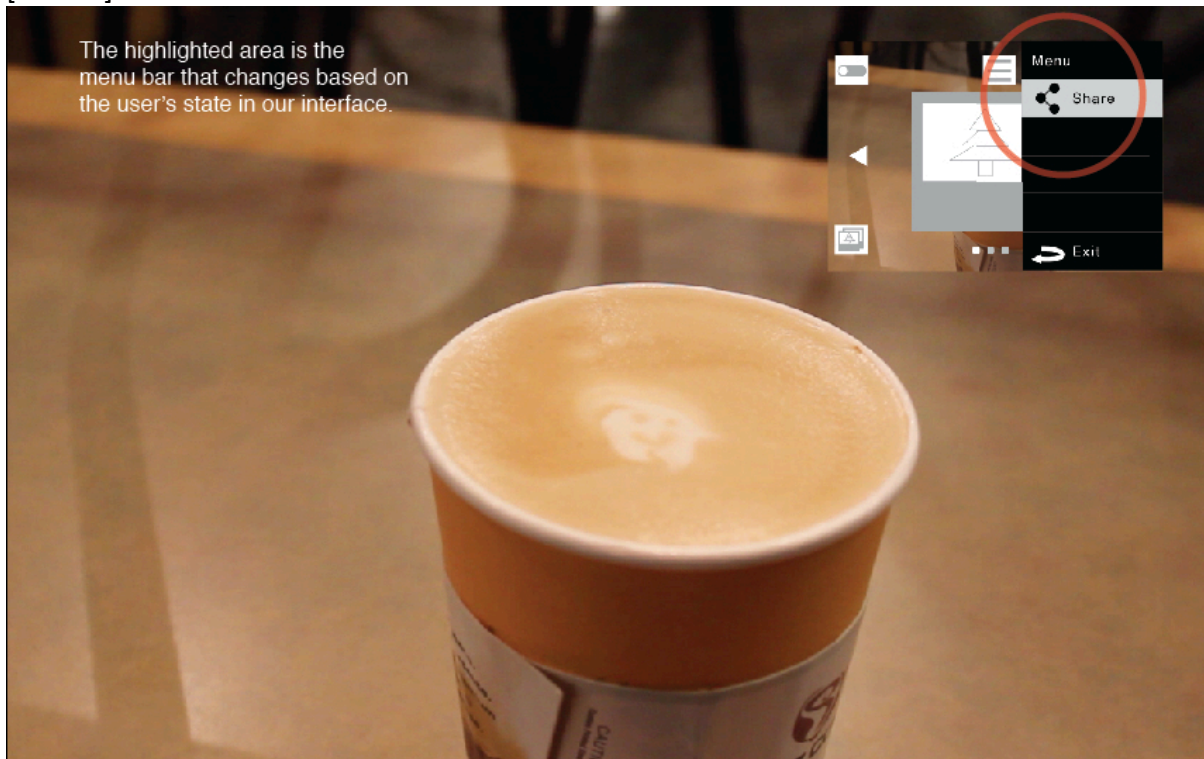 The highlighted area is the
menu bar that changes based on
the user's state in our interface.
Menu
Share
Exit
CAUTI